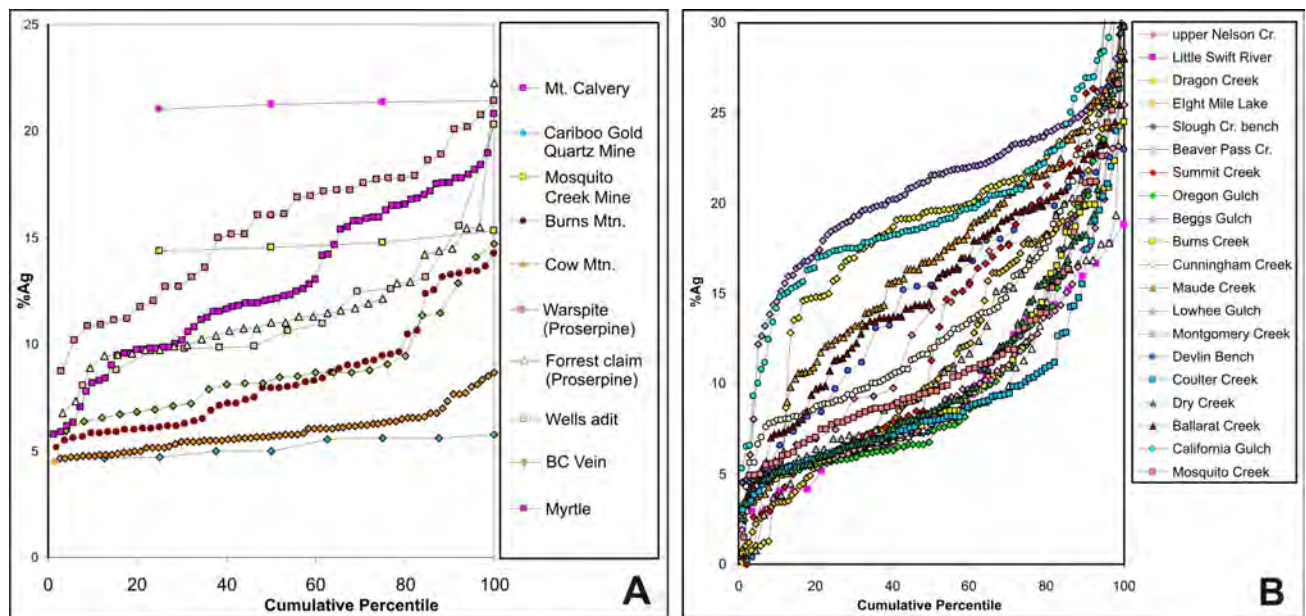 25
20
15
10
5
0
%Ag
0
20
40
60
80
100
Cumulative Percentile
A
Mt. Calvery
Cariboo Gold
Quartz Mine
Mosquito
Creek Mine
Burns Mtn.
Cow Mtn.
Warspite
(Proserpine)
Forrest claim
(Proserpine)
Wells adit
BC Vein
Myrtle
30
25
20
15
10
5
0
%Ag
0
20
40
60
80
100
Cumulative Percentile
B
upper Nelson Cr.
Little Swift River
Dragon Creek
EIght Mile Lake
Slough Cr. bench
Beaver Pass Cr.
Summit Creek
Oregon Gulch
Beggs Gulch
Burns Creek
Cunningham Creek
Maude Creek
Lowhee Gulch
Montgomery Creek
Devlin Bench
Coulter Creek
Dry Creek
Ballarat Creek
California Gulch
Mosquito Creek